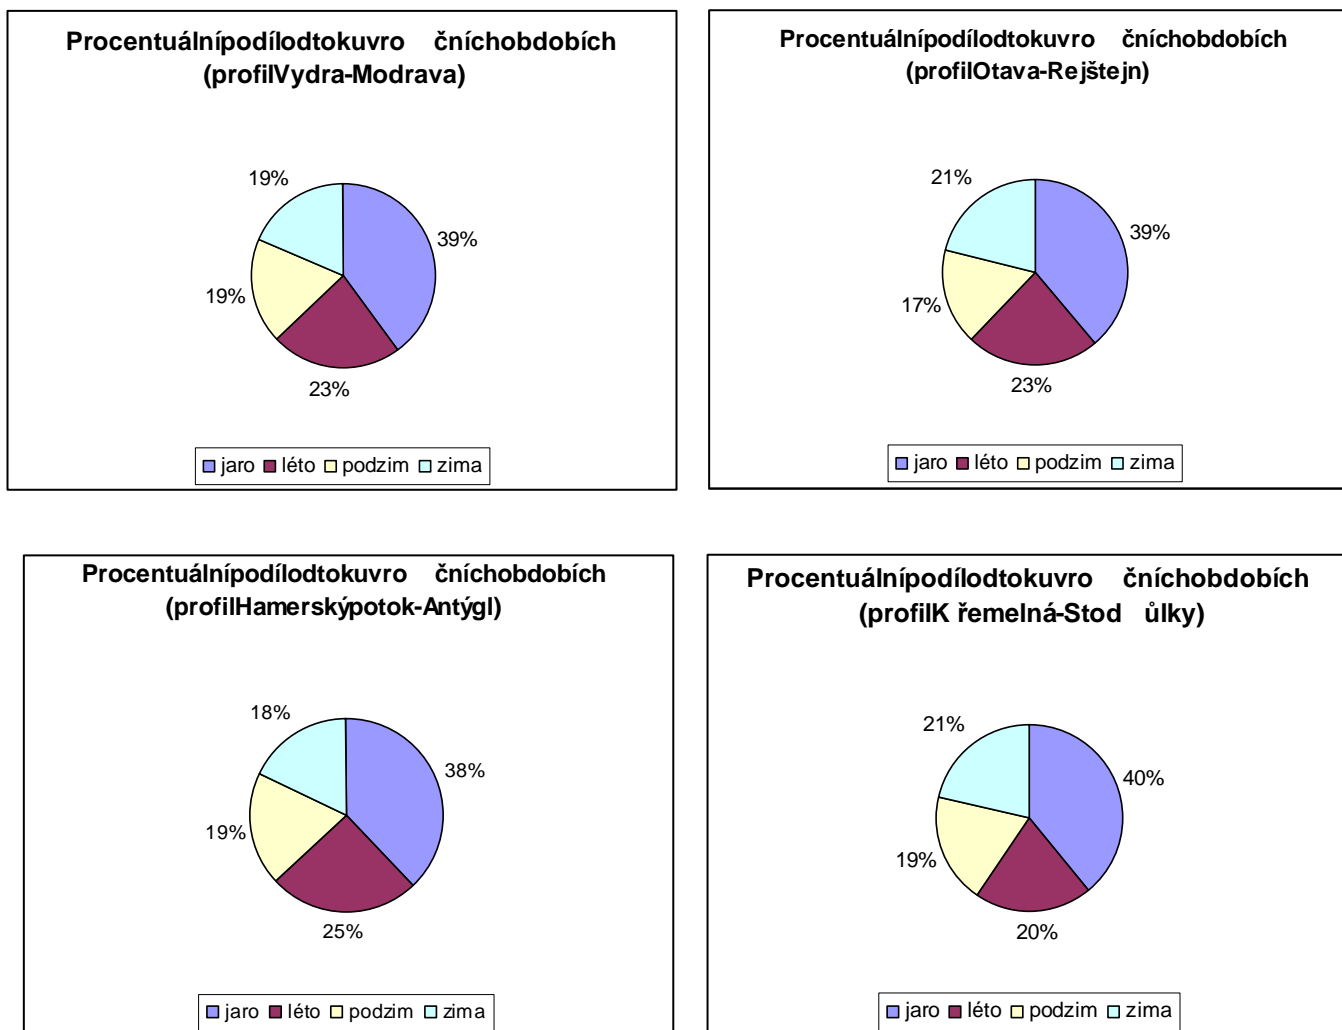 Procentuálnípodílodtokuvro čníchobdobích
(profilVydra-Modrava)
19%
39%
19%
23%
jaro léto podzim zima
Procentuálnípodílodtokuvro čníchobdobích
(profilOtava-Rejštejn)
21%
39%
17%
23%
jaro léto podzim zima
Procentuálnípodílodtokuvro čníchobdobích
(profilHamerskýpotok-Antýgl)
18%
38%
19%
25%
jaro léto podzim zima
Procentuálnípodílodtokuvro čníchobdobích
(profilK řemelná-Stod ůlky)
21%
40%
19%
20%
jaro léto podzim zima